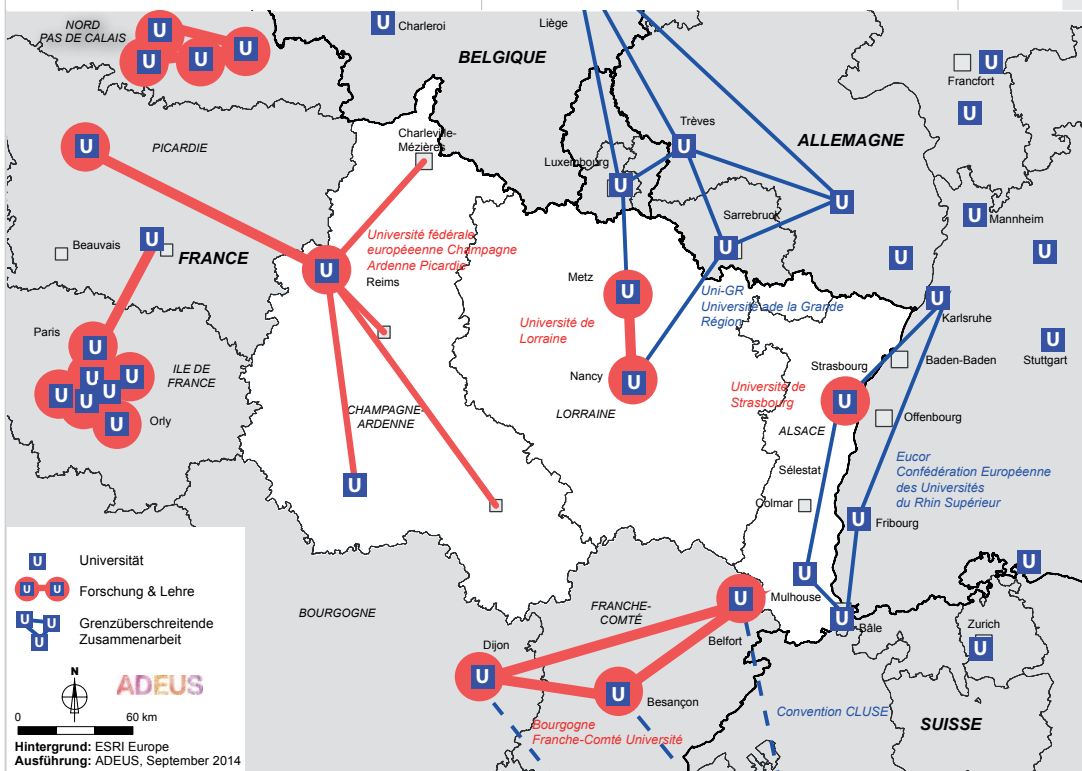 NORD
PAS DE CALAIS
U
U
U
U
U
Charleroi
Liège
BELGIQUE
U
Francfort
U
Trèves
U
ALLEMAGNE
Charleville-
Mézières
Luxembourg
U
U
PICARDIE
U
Mannheim
U
Sarrebruck
U
U
U
Beauvais
U
FRANCE
Université fédérale
européenne Champagne
Ardenne Picardie
U
Reims
Metz
U
Uni-GR
Université ade la Grande
Région
U
Karlsruhe
Université de
Lorraine
Paris
U
U
Stuttgart
ILE DE
FRANCE
U
U
U
U
U
U
Orly
Nancy
U
Strasbourg
Baden-Baden
Université de
Strasbourg
U
CHAMPAGNE-
ARDENNE
LORRAINE
ALSACE
Offenbourg
Sélestat
Eucor
Confédération Européenne
des Universités
du Rhin Supérieur
U
Colmar
U
Fribourg
U
U
U
Mulhouse
U
Bâle
Zurich
U
BOURGOGNE
FRANCHE-
COMTÉ
U
Belfort
Dijon
U
U
Besançon
Bourgogne
Franche-Comté Université
Convention CLUSE
SUISSE
U
Universität
U
U
Forschung & Lehre
U
U
U
Grenzüberschreitende
Zusammenarbeit
N
ADEUS
0
60 km
Hintergrund: ESRI Europe
Ausführung: ADEUS, September 2014